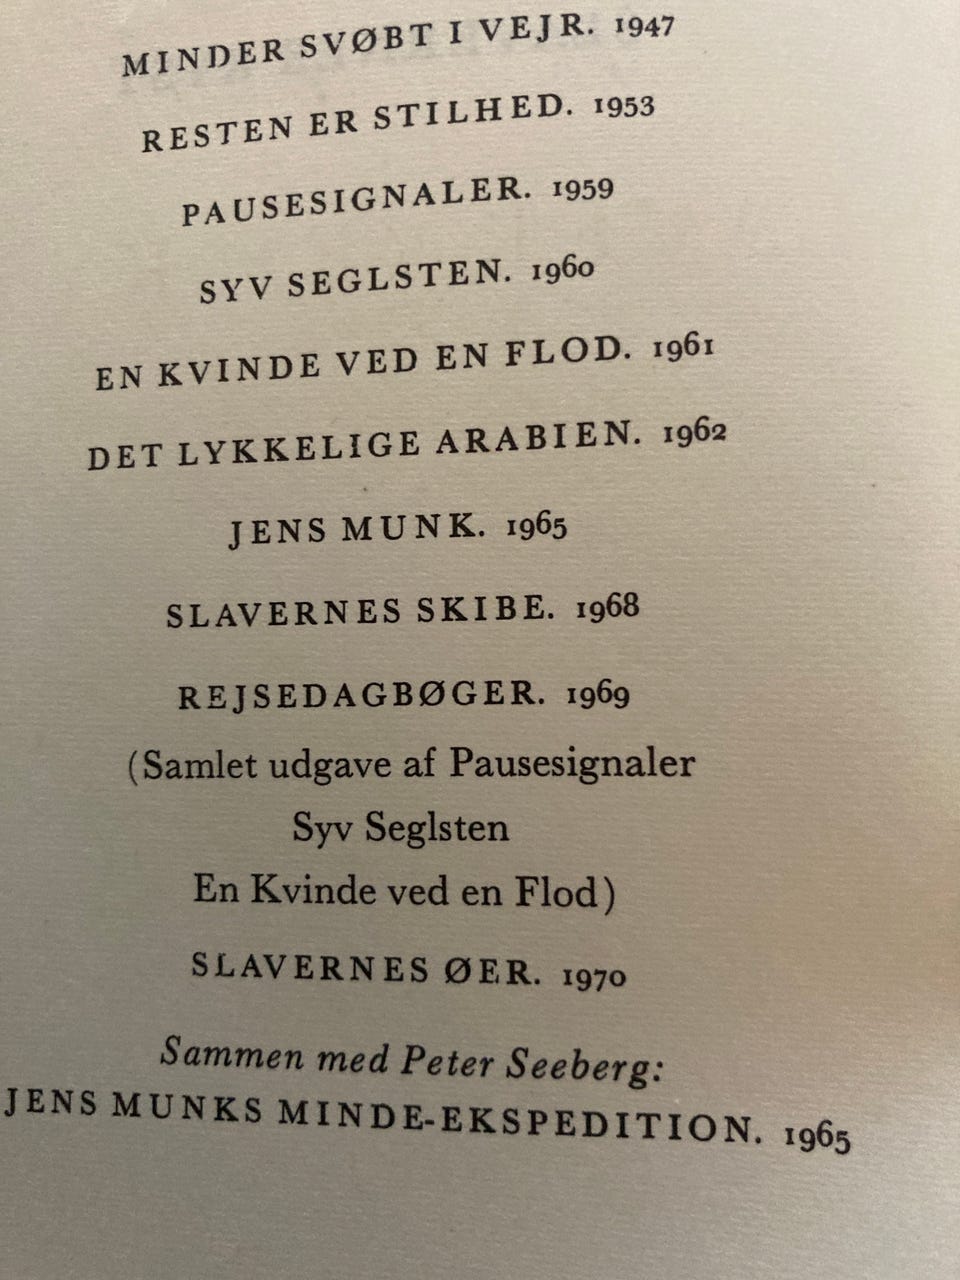 MINDER SVØBT I VEJR. 1947
RESTEN ER STILHED. 1953
PAUSESIGNALER. 1959
SYV SEGLSTEN. 1960
EN KVINDE VED EN FLOD. 1961
DET LYKKELIGE ARABIEN. 1962
JENS MUNK. 1965
SLAVERNES SKIBE. 1968
REJSEDAGBØGER. 1969
(Samlet udgave af Pausesignaler
Syv Seglsten
En Kvinde ved en Flod)
SLAVERNES ØER. 1970
Sammen med Peter Seeberg:
JENS MUNKS MINDE-EKSPEDITION. 1965